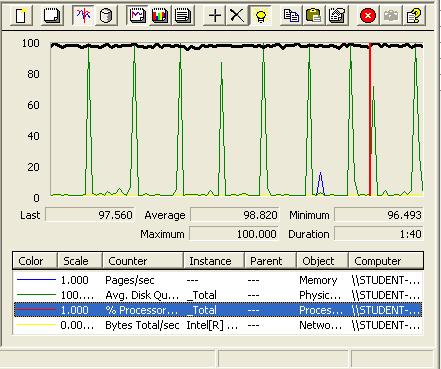 100
80
60
40
20
0
Last 97.560 Average 98.820 Minimum 96.493
Maximum 100.000 Duration 1:40
Color Scale Counter Instance Parent Object Computer
1.000 Pages/sec --- --- Memory \\STUDENT-...
100.... Avg. Disk Qu... _Total --- Physic... \\STUDENT-...
1.000 % Processor... _Total --- Proces... \\STUDENT-...
0.00... Bytes Total/sec Intel[R] ... --- Netwo... \\STUDENT-...